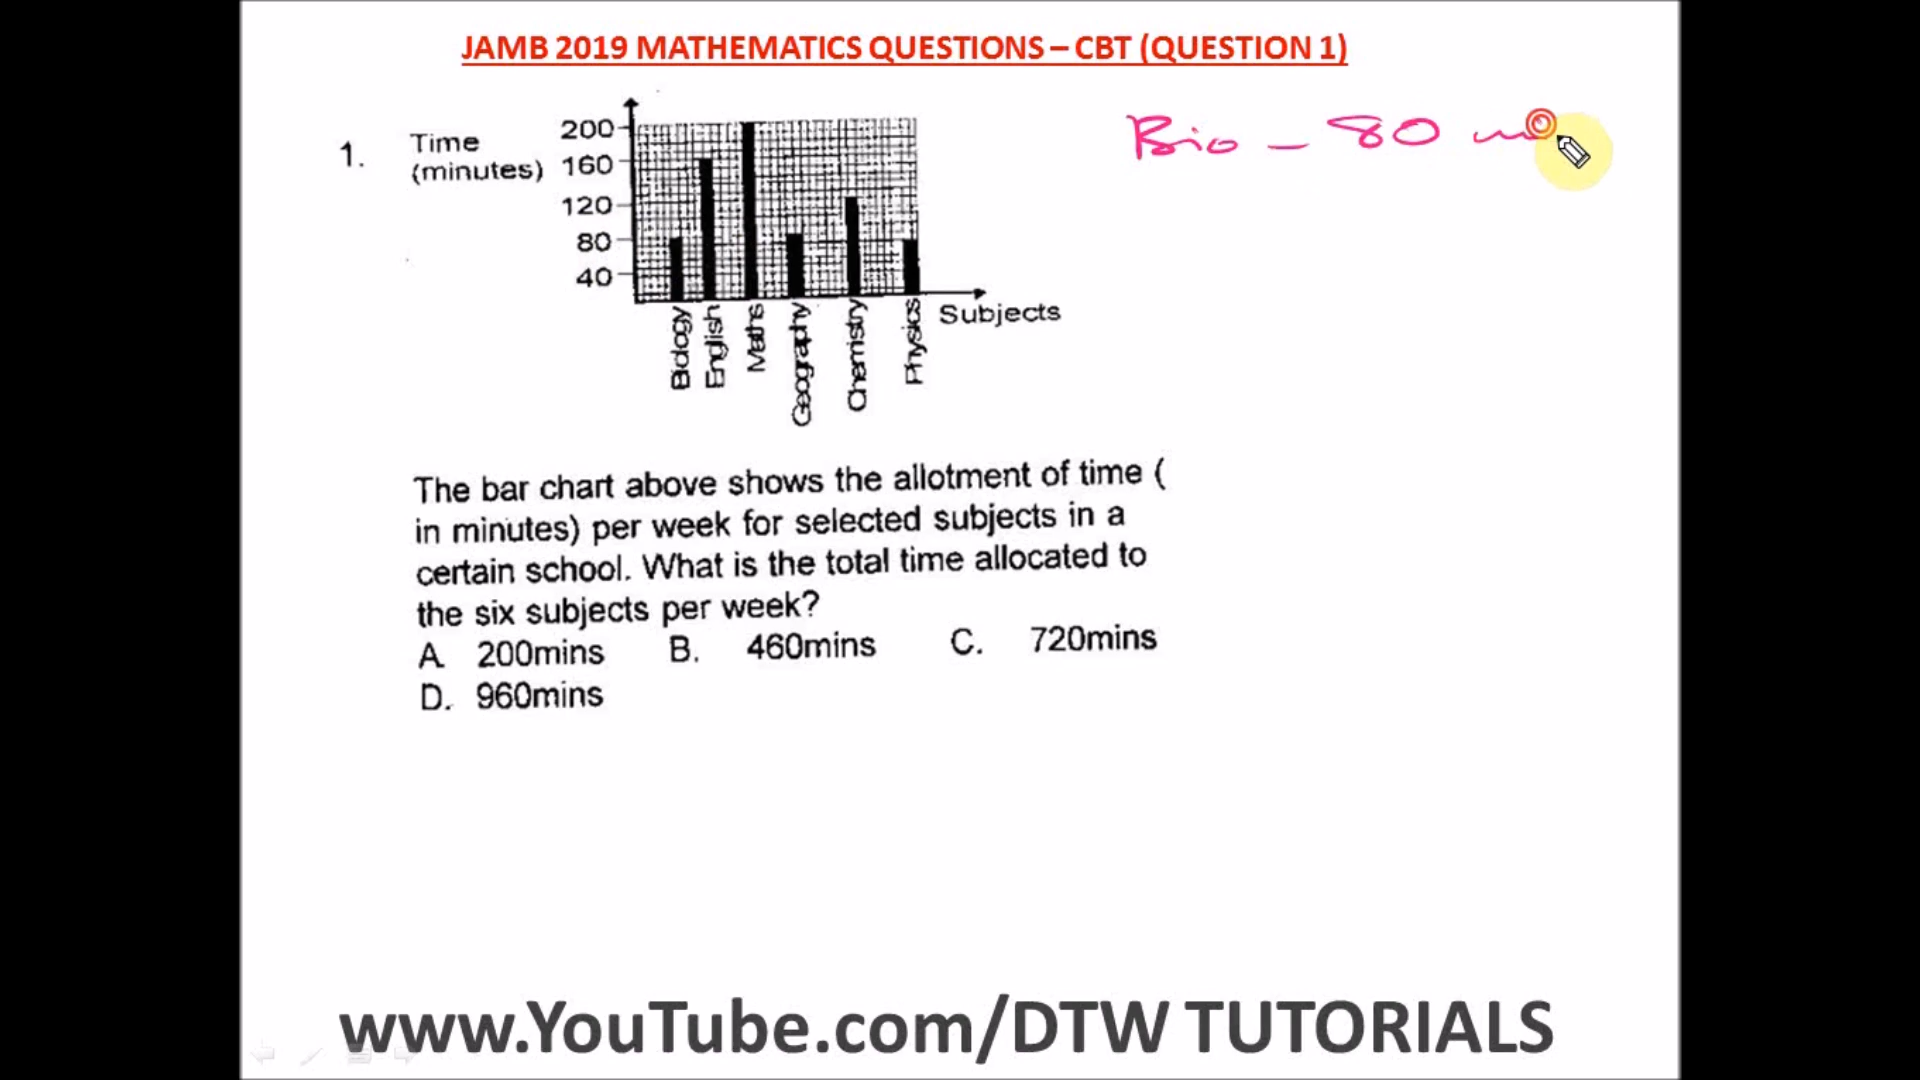 JAMB 2019 MATHEMATICS QUESTIONS – CBT (QUESTION 1)
1.
Time
(minutes)
200
160
120
80
40
Biology
English
Maths
Geography
Chemistry
Physics
Subjects
Bio – 80
The bar chart above shows the allotment of time (
in minutes) per week for selected subjects in a
certain school. What is the total time allocated to
the six subjects per week?
A 200mins B. 460mins C. 720mins
D. 960mins
www.YouTube.com/DTW TUTORIALS